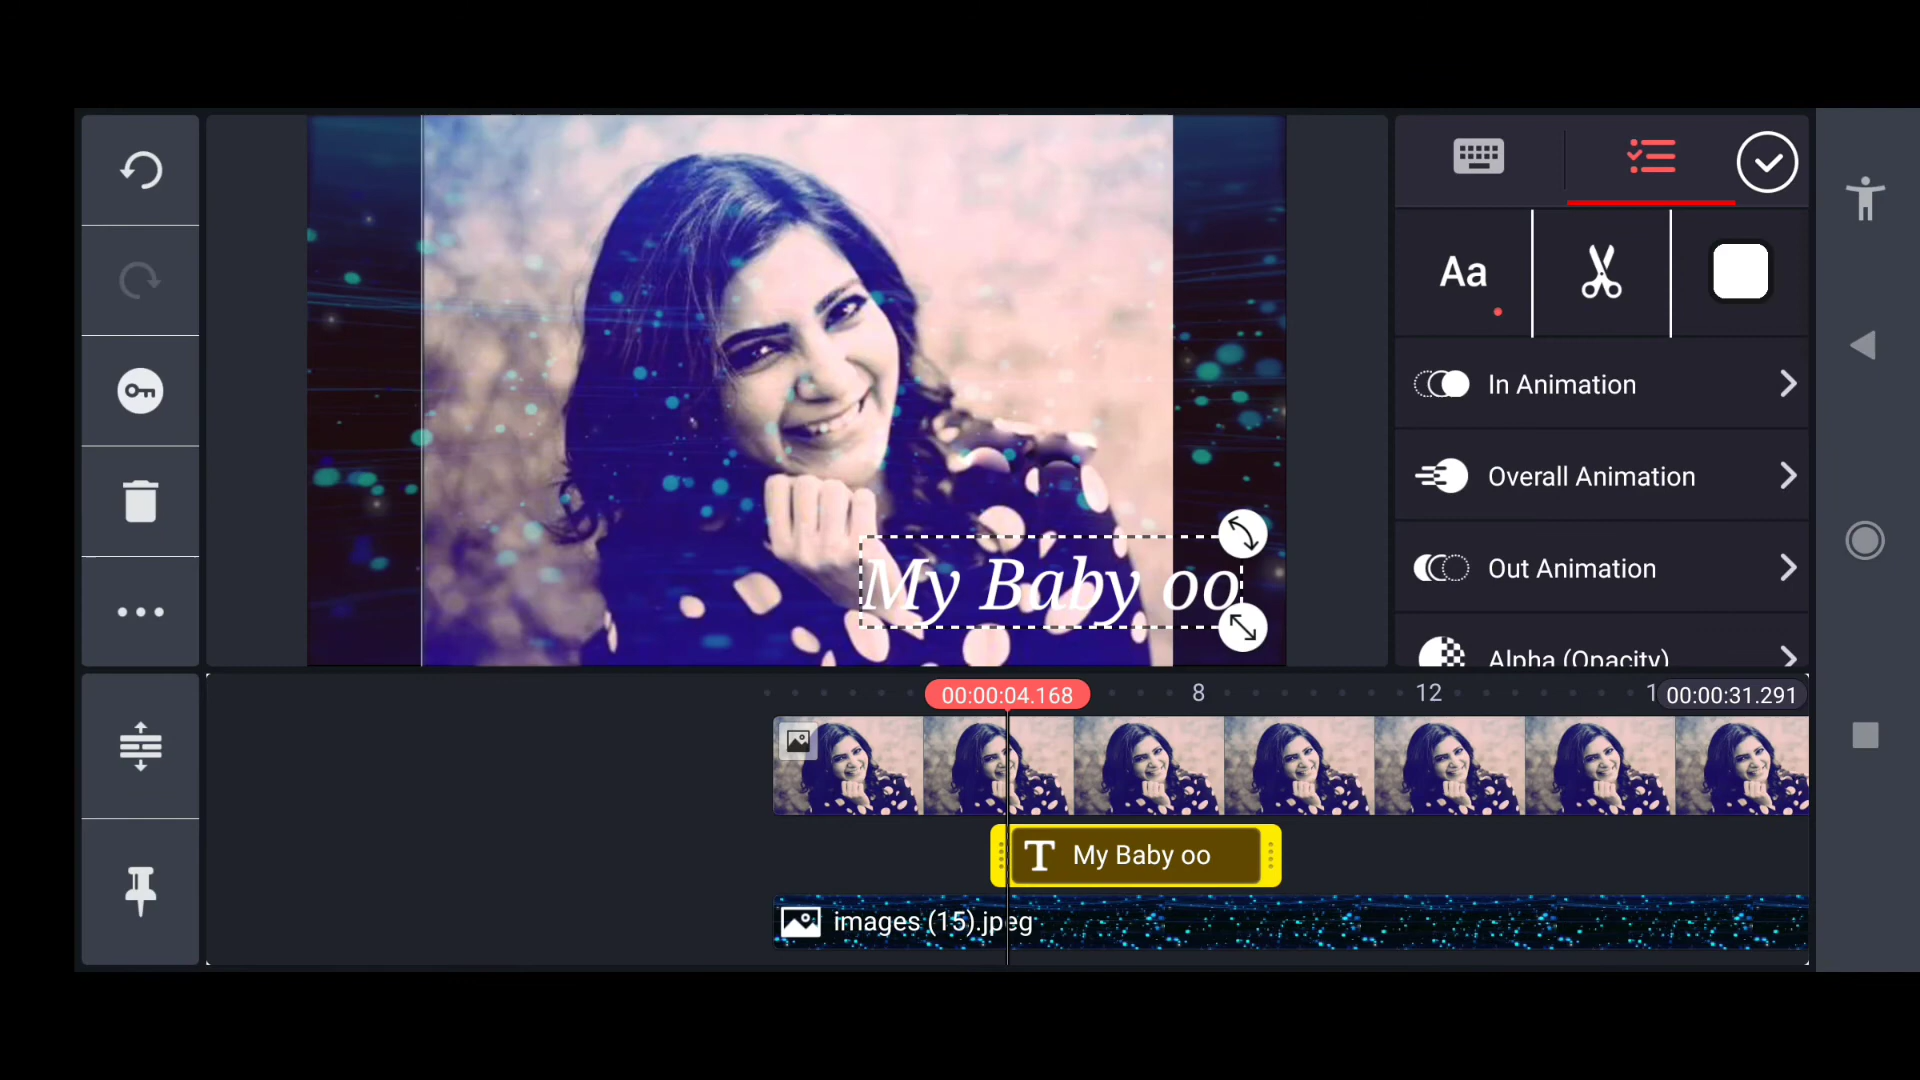 Aa
In Animation
Overall Animation
Out Animation
Alpha (Opacity)
My Baby oo
00:00:04.168
8
12
1
00:00:31.291
T My Baby oo
images (15).jpeg